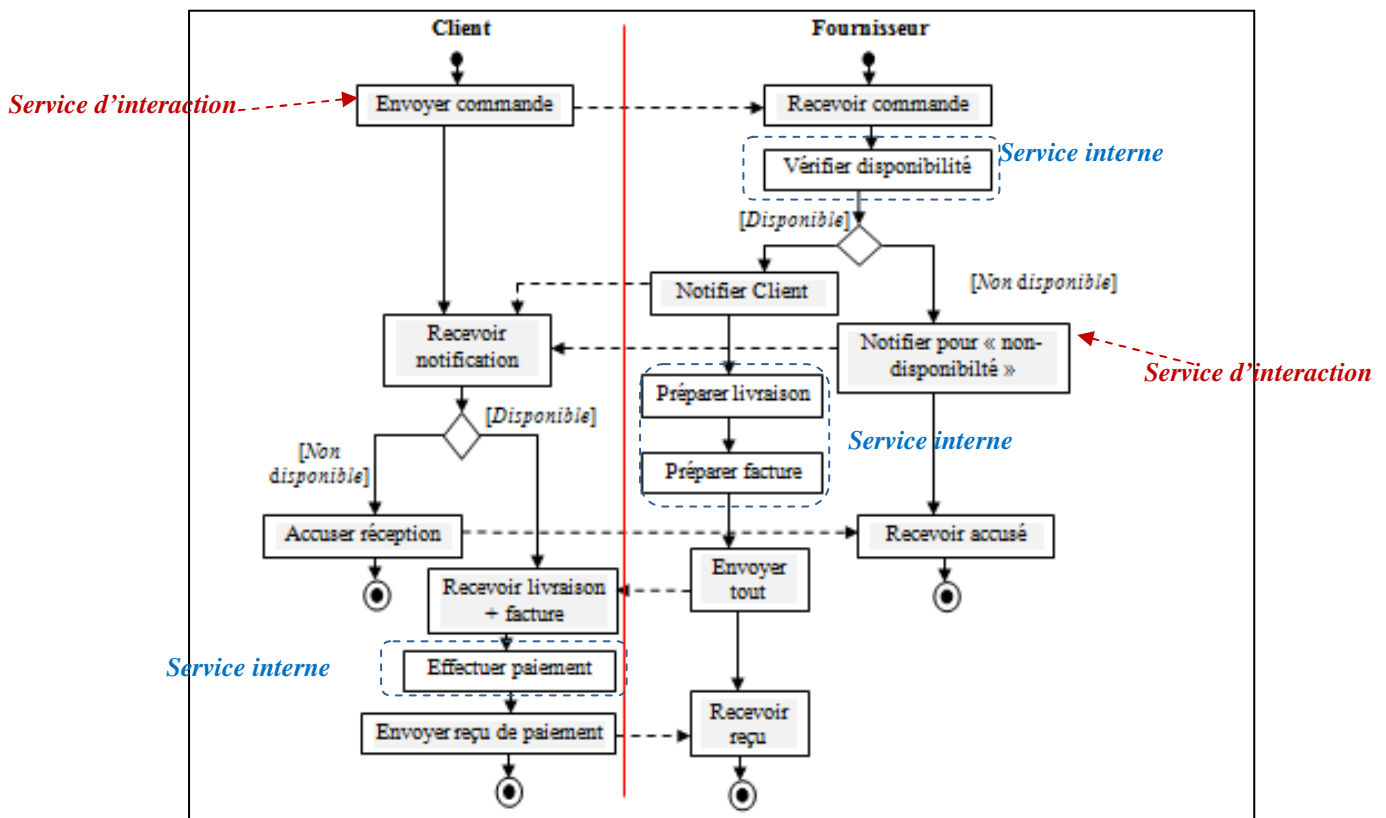 Client
Fournisseur
Service d'interaction
Envoyer commande
Recevoir commande
Service interne
Vérifier disponibilité
[Disponible]
Notifier Client
[Non disponible]
Recevoir
notification
Notifier pour « non-
disponibilté »
Service d'interaction
Préparer livraison
[Disponible]
Service interne
[Non
disponible]
Préparer facture
Accuser réception
Recevoir accusé
Envoyer
tout
Recevoir livraison
+ facture
Service interne
Effectuer paiement
Envoyer reçu de paiement
Recevoir
reçu